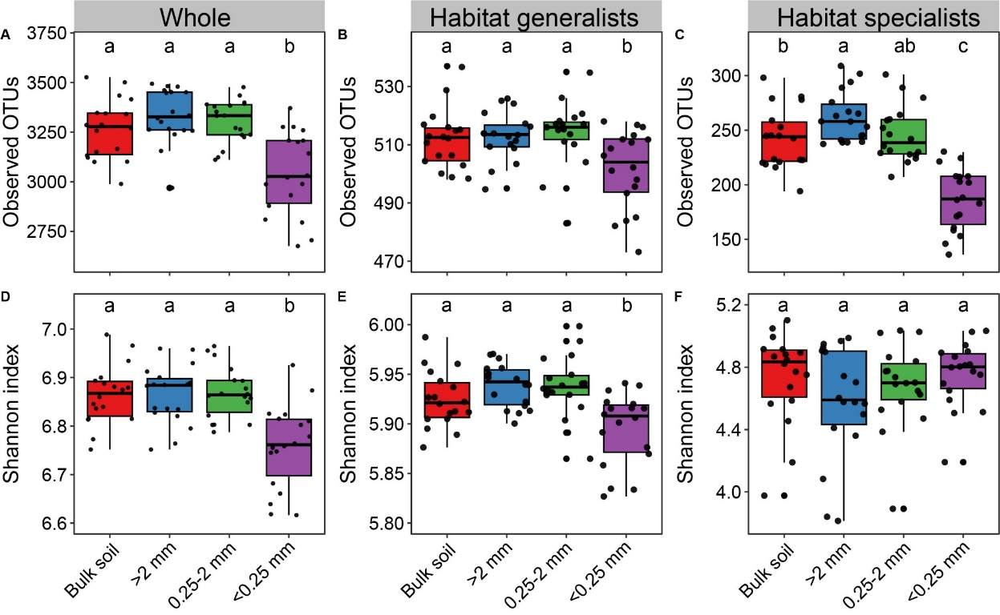 Whole
Habitat generalists
Habitat specialists
A
3750
3500
3250
3000
2750
Observed OTUs
a
a
a
b
B
530
510
490
470
Observed OTUs
a
a
a
b
C
300
250
200
150
Observed OTUs
b
a
ab
c
D
7.0
6.9
6.8
6.7
6.6
Shannon index
a
a
a
b
E
6.00
5.95
5.90
5.85
5.80
Shannon index
a
a
a
b
F
5.2
4.8
4.4
4.0
Shannon index
a
a
a
a
Bulk soil
>2 mm
0.25-2 mm
<0.25 mm
Bulk soil
>2 mm
0.25-2 mm
<0.25 mm
Bulk soil
>2 mm
0.25-2 mm
<0.25 mm